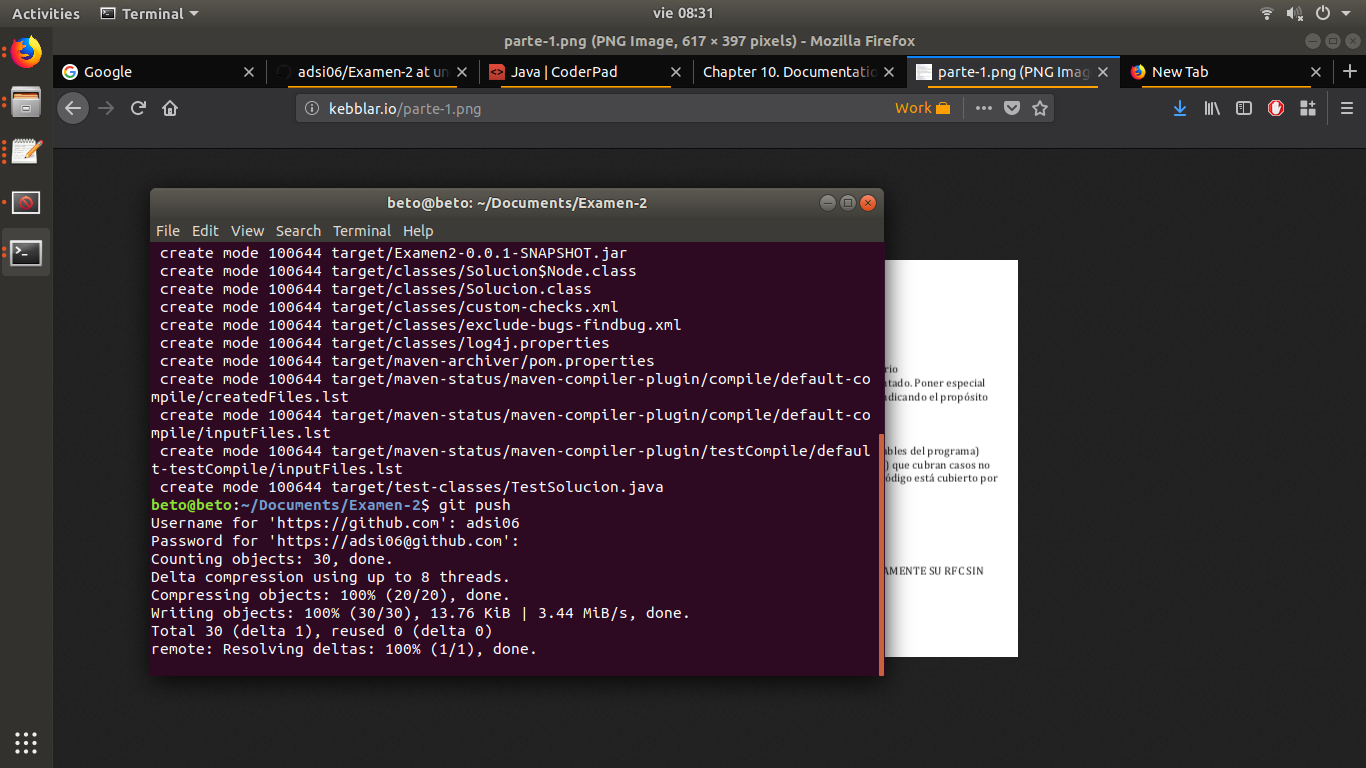 Activities Terminal vie 08:31
parte-1.png (PNG Image, 617 × 397 pixels) - Mozilla Firefox
Google adsi06/Examen-2 at un Java | CoderPad Chapter 10. Documentatio parte-1.png (PNG Imag New Tab
kebblar.io/parte-1.png Work
beto@beto: ~/Documents/Examen-2
File Edit View Search Terminal Help
create mode 100644 target/Examen2-0.0.1-SNAPSHOT.jar
create mode 100644 target/classes/Solucion$Node.class
create mode 100644 target/classes/Solucion.class
create mode 100644 target/classes/custom-checks.xml
create mode 100644 target/classes/exclude-bugs-findbug.xml
create mode 100644 target/classes/log4j.properties
create mode 100644 target/maven-archiver/pom.properties
create mode 100644 target/maven-status/maven-compiler-plugin/compile/default-co
mpile/createdFiles.lst
create mode 100644 target/maven-status/maven-compiler-plugin/compile/default-co
mpile/inputFiles.lst
create mode 100644 target/maven-status/maven-compiler-plugin/testCompile/defaul
t-testCompile/inputFiles.lst
create mode 100644 target/test-classes/TestSolucion.java
beto@beto:~/Documents/Examen-2$ git push
Username for 'https://github.com': adsi06
Password for 'https://adsi06@github.com':
Counting objects: 30, done.
Delta compression using up to 8 threads.
Compressing objects: 100% (20/20), done.
Writing objects: 100% (30/30), 13.76 KiB | 3.44 MiB/s, done.
Total 30 (delta 1), reused 0 (delta 0)
remote: Resolving deltas: 100% (1/1), done.
rio
ntado. Poner especial
ndicando el propósito
ables del programa)
) que cubran casos no
ódigo está cubierto por
AMENTE SU RFC SIN